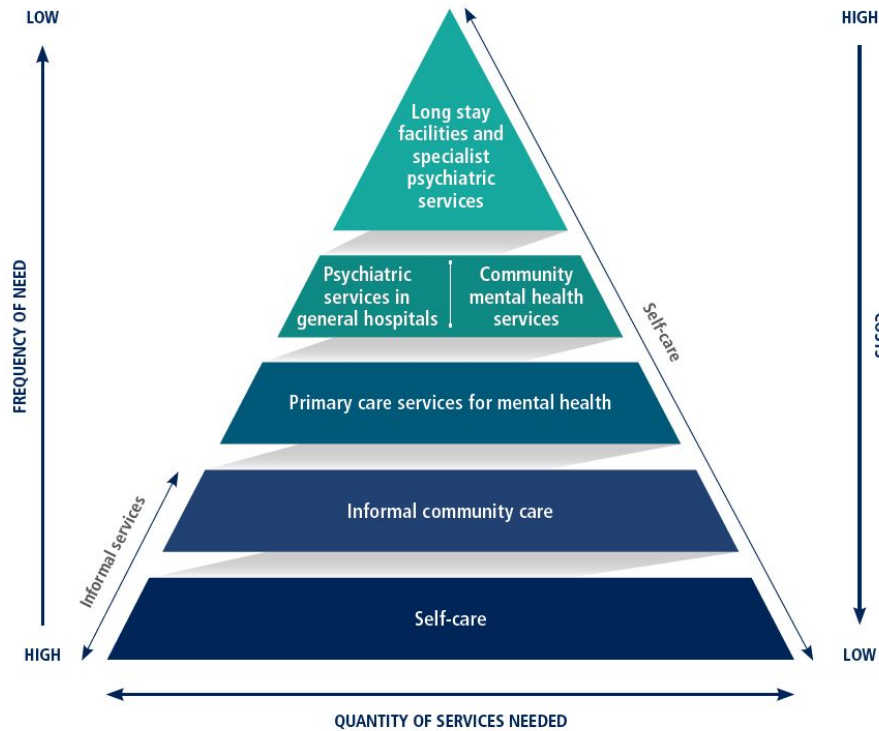 LOW
HIGH
Long stay
facilities and
specialist
psychiatric
services
Psychiatric
services in
general hospitals
Community
mental health
services
Self-care
FREQUENCY OF NEED
COSTS
Primary care services for mental health
Informal services
Informal community care
Self-care
HIGH
LOW
QUANTITY OF SERVICES NEEDED